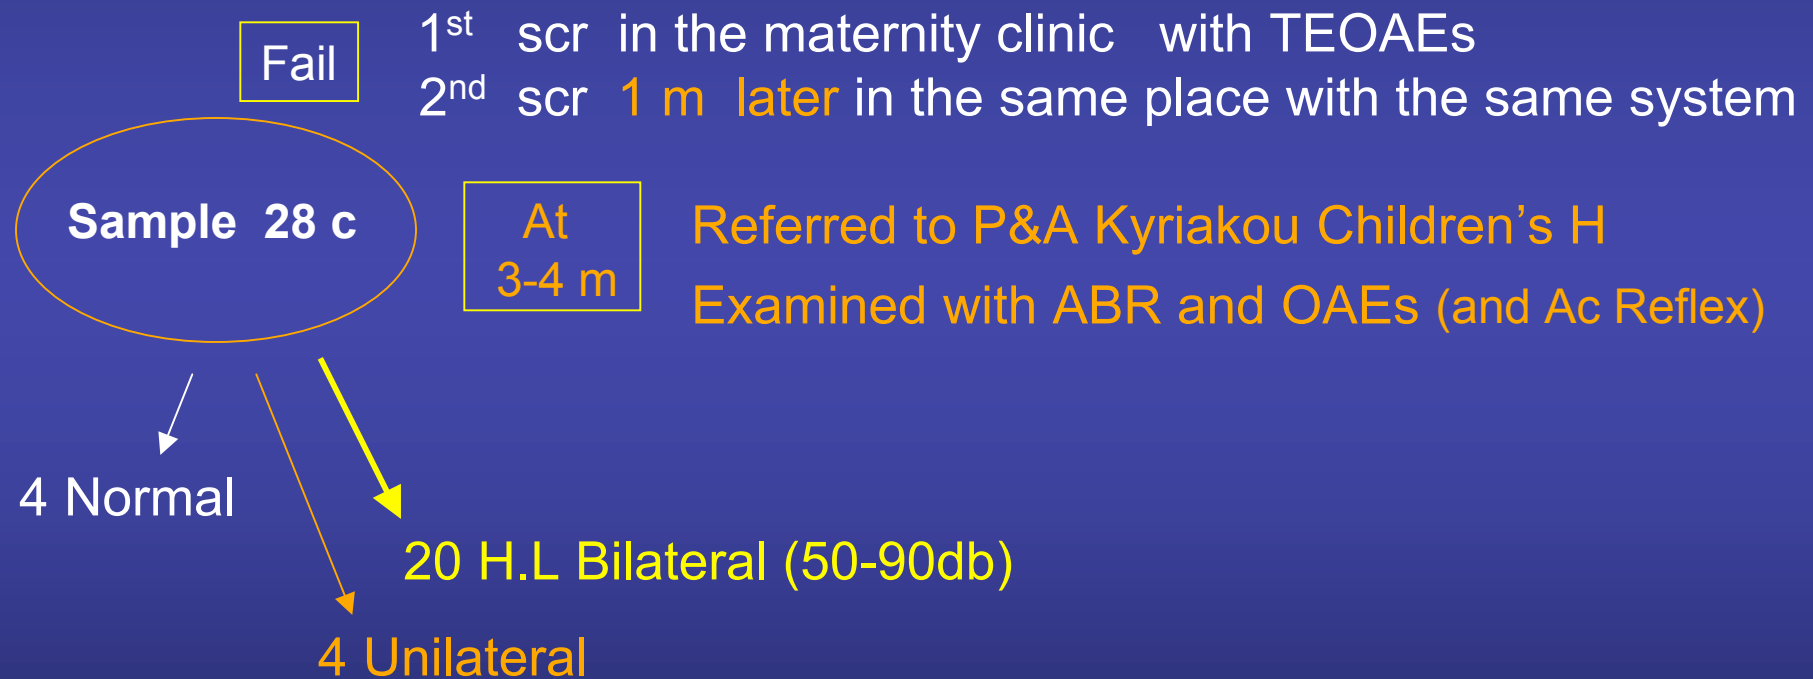 Fail
1st scr in the maternity clinic with TEOAEs
2nd scr 1 m later in the same place with the same system
Sample 28 c
At
3-4 m
Referred to P&A Kyriakou Children’s H
Examined with ABR and OAEs (and Ac Reflex)
4 Normal
20 H.L Bilateral (50-90db)
4 Unilateral